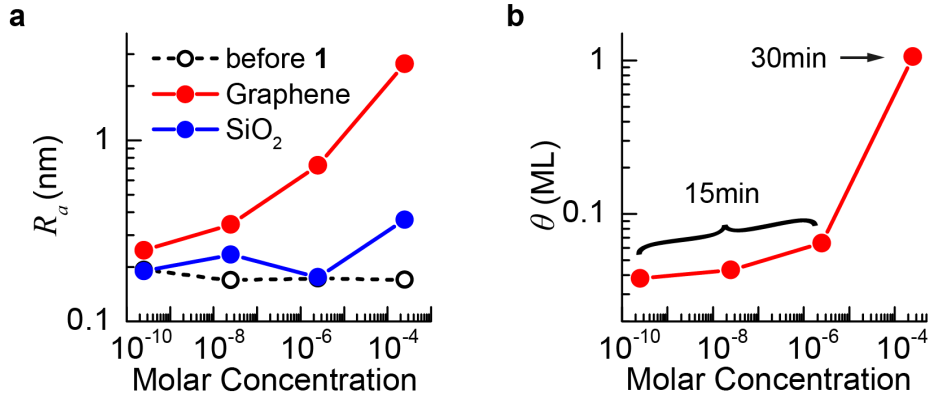 a
before 1
Graphene
SiO₂
1
0.1
Rₐ (nm)
10⁻¹⁰ 10⁻⁸ 10⁻⁶ 10⁻⁴
Molar Concentration
b
30min
15min
1
0.1
θ (ML)
10⁻¹⁰ 10⁻⁸ 10⁻⁶ 10⁻⁴
Molar Concentration